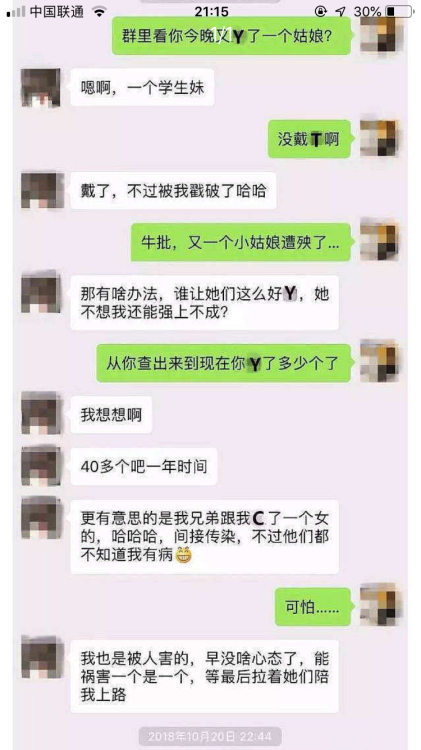 中国联通
21:15
30%
群里看你今晚又Y了一个姑娘?
嗯啊,一个学生妹
没戴T啊
戴了,不过被我戳破了哈哈
牛批,又一个小姑娘遭殃了...
那有啥办法,谁让她们这么好Y,她
不想我还能强上不成?
从你查出来到现在你Y了多少个了
我想想啊
40多个吧一年时间
更有意思的是我兄弟跟我C了一个女
的,哈哈哈,间接传染,不过他们都
不知道我有病😁
可怕......
我也是被人害的,早没啥心态了,能
祸害一个是一个,等最后拉着她们陪
我上路
2018年10月20日 22:44